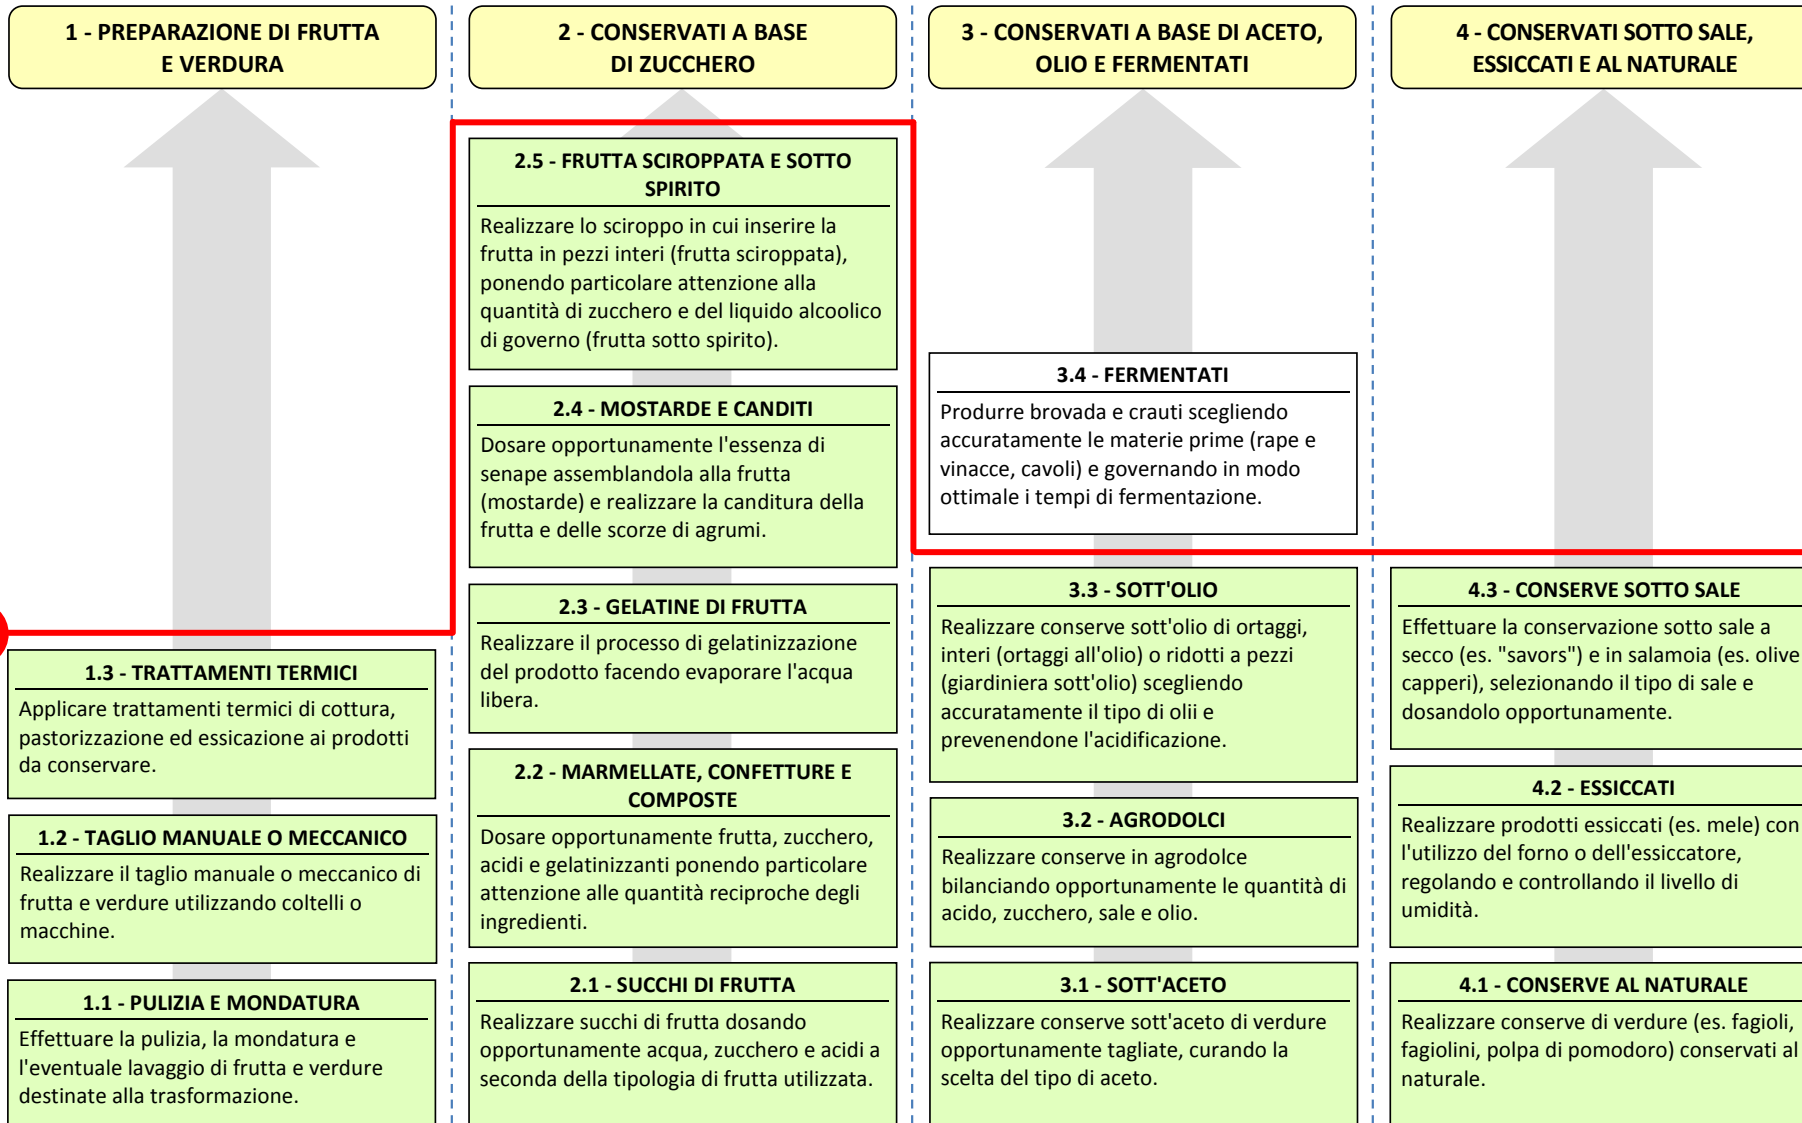 1 - PREPARAZIONE DI FRUTTA
E VERDURA
1.3 - TRATTAMENTI TERMICI
Applicare trattamenti termici di cottura,
pastorizzazione ed essicazione ai prodotti
da conservare.
1.2 - TAGLIO MANUALE O MECCANICO
Realizzare il taglio manuale o meccanico di
frutta e verdure utilizzando coltelli o
macchine.
1.1 - PULIZIA E MONDATURA
Effettuare la pulizia, la mondatura e
l'eventuale lavaggio di frutta e verdure
destinate alla trasformazione.
2 - CONSERVATI A BASE
DI ZUCCHERO
2.5 - FRUTTA SCIROPPATA E SOTTO
SPIRITO
Realizzare lo sciroppo in cui inserire la
frutta in pezzi interi (frutta sciroppata),
ponendo particolare attenzione alla
quantità di zucchero e del liquido alcoolico
di governo (frutta sotto spirito).
2.4 - MOSTARDE E CANDITI
Dosare opportunamente l'essenza di
senape assemblandola alla frutta
(mostarde) e realizzare la canditura della
frutta e delle scorze di agrumi.
2.3 - GELATINE DI FRUTTA
Realizzare il processo di gelatinizzazione
del prodotto facendo evaporare l'acqua
libera.
2.2 - MARMELLATE, CONFETTURE E
COMPOSTE
Dosare opportunamente frutta, zucchero,
acidi e gelatinizzanti ponendo particolare
attenzione alle quantità reciproche degli
ingredienti.
2.1 - SUCCHI DI FRUTTA
Realizzare succhi di frutta dosando
opportunamente acqua, zucchero e acidi a
seconda della tipologia di frutta utilizzata.
3 - CONSERVATI A BASE DI ACETO,
OLIO E FERMENTATI
3.4 - FERMENTATI
Produrre brovada e crauti scegliendo
accuratamente le materie prime (rape e
vinacce, cavoli) e governando in modo
ottimale i tempi di fermentazione.
3.3 - SOTT'OLIO
Realizzare conserve sott'olio di ortaggi,
interi (ortaggi all'olio) o ridotti a pezzi
(giardiniera sott'olio) scegliendo
accuratamente il tipo di olii e
prevenendone l'acidificazione.
3.2 - AGRODOLCI
Realizzare conserve in agrodolce
bilanciando opportunamente le quantità di
acido, zucchero, sale e olio.
3.1 - SOTT'ACETO
Realizzare conserve sott'aceto di verdure
opportunamente tagliate, curando la
scelta del tipo di aceto.
4 - CONSERVATI SOTTO SALE,
ESSICCATI E AL NATURALE
4.3 - CONSERVE SOTTO SALE
Effettuare la conservazione sotto sale a
secco (es. "savors") e in salamoia (es. olive
capperi), selezionando il tipo di sale e
dosandolo opportunamente.
4.2 - ESSICCATI
Realizzare prodotti essiccati (es. mele) con
l'utilizzo del forno o dell'essiccatore,
regolando e controllando il livello di
umidità.
4.1 - CONSERVE AL NATURALE
Realizzare conserve di verdure (es. fagioli,
fagiolini, polpa di pomodoro) conservati al
naturale.